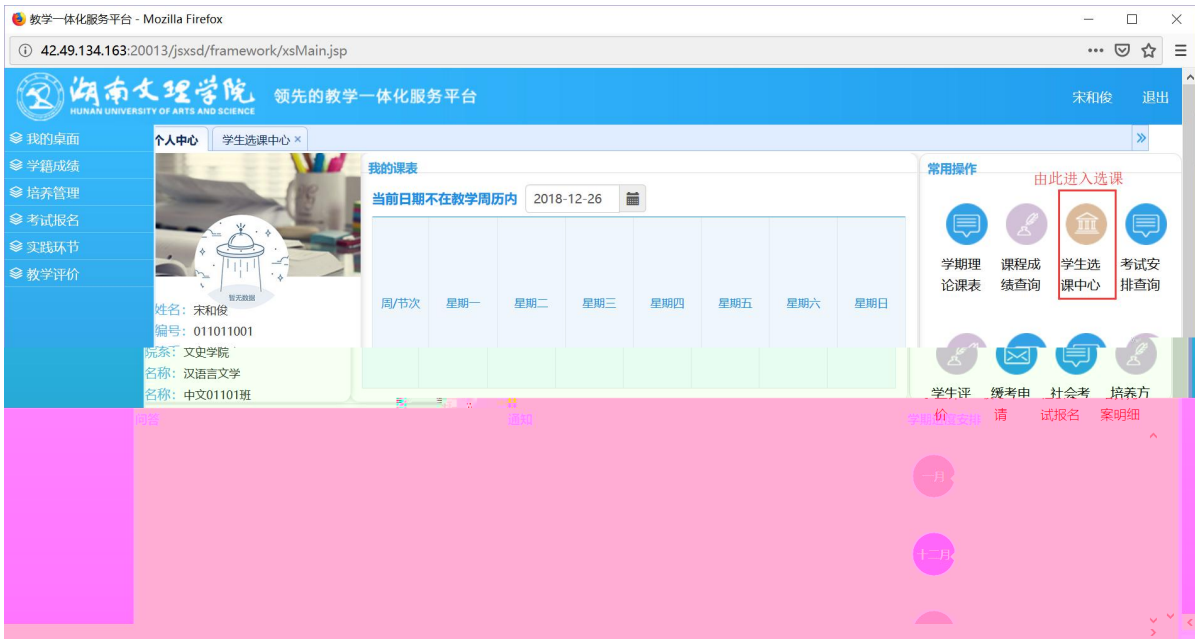 教学一体化服务平台 - Mozilla Firefox
42.49.134.163:20013/jsxsd/framework/xsMain.jsp
湖南文理学院
HUNAN UNIVERSITY OF ARTS AND SCIENCE
领先的教学一体化服务平台
宋和俊 退出
我的桌面
学籍成绩
培养管理
考试报名
实践环节
教学评价
个人中心 学生选课中心 ×
暂无数据
姓名：宋和俊
编号：011011001
院系：文史学院
名称：汉语言文学
名称：中文01101班
我的课表
当前日期不在教学周历内 2018-12-26
周/节次 星期一 星期二 星期三 星期四 星期五 星期六 星期日
常用操作
由此进入选课
学期理论课表
课程成绩查询
学生选课中心
考试安排查询
学生评价
缓考申请
社会考试报名
培养方案明细
问答
通知
一月
十二月